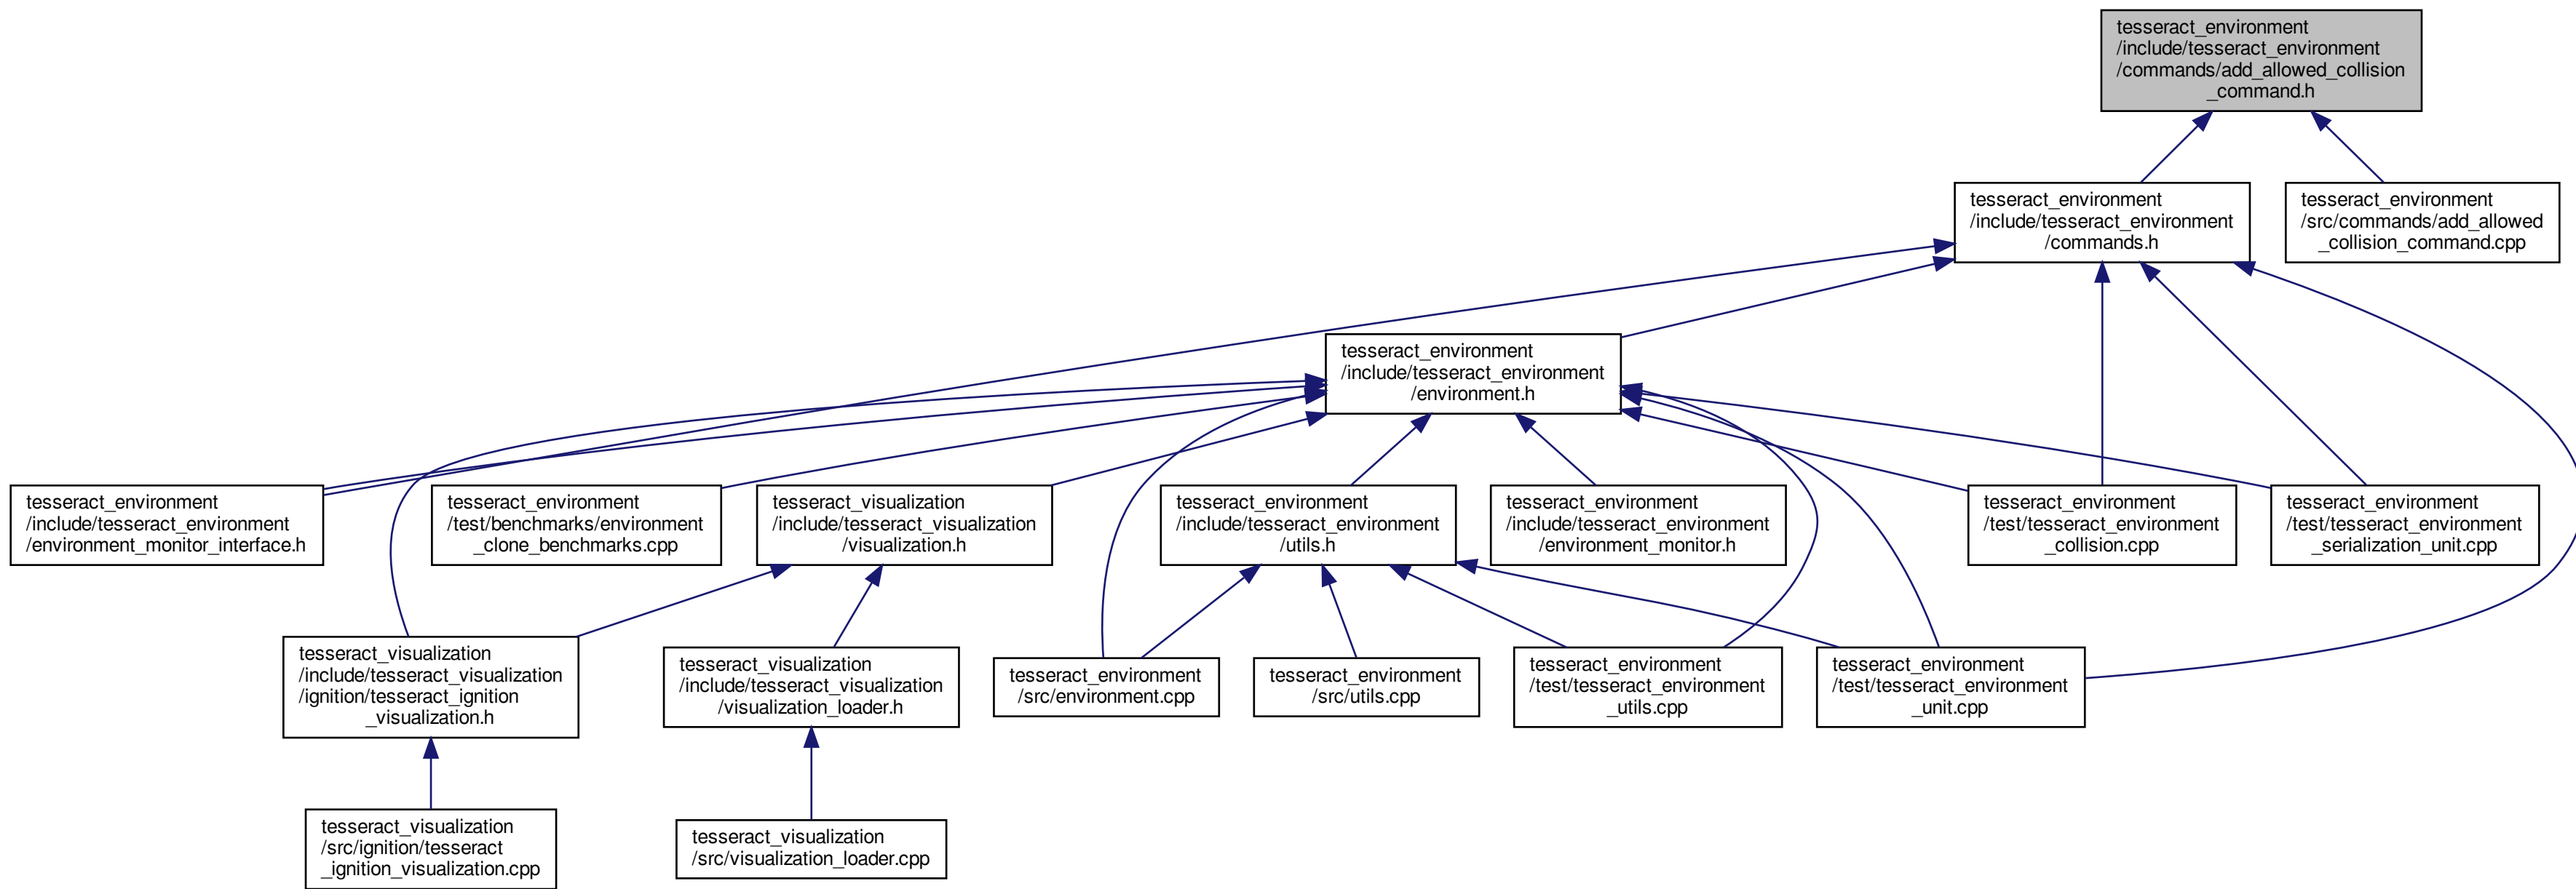 tesseract_environment
/include/tesseract_environment
/commands/add_allowed_collision
_command.h
tesseract_environment
/include/tesseract_environment
/commands.h
tesseract_environment
/src/commands/add_allowed
_collision_command.cpp
tesseract_environment
/include/tesseract_environment
/environment.h
tesseract_environment
/include/tesseract_environment
/environment_monitor_interface.h
tesseract_environment
/test/benchmarks/environment
_clone_benchmarks.cpp
tesseract_visualization
/include/tesseract_visualization
/visualization.h
tesseract_environment
/include/tesseract_environment
/utils.h
tesseract_environment
/include/tesseract_environment
/environment_monitor.h
tesseract_environment
/test/tesseract_environment
_collision.cpp
tesseract_environment
/test/tesseract_environment
_serialization_unit.cpp
tesseract_visualization
/include/tesseract_visualization
/ignition/tesseract_ignition
_visualization.h
tesseract_visualization
/include/tesseract_visualization
/visualization_loader.h
tesseract_environment
/src/environment.cpp
tesseract_environment
/src/utils.cpp
tesseract_environment
/test/tesseract_environment
_utils.cpp
tesseract_environment
/test/tesseract_environment
_unit.cpp
tesseract_visualization
/src/ignition/tesseract
_ignition_visualization.cpp
tesseract_visualization
/src/visualization_loader.cpp